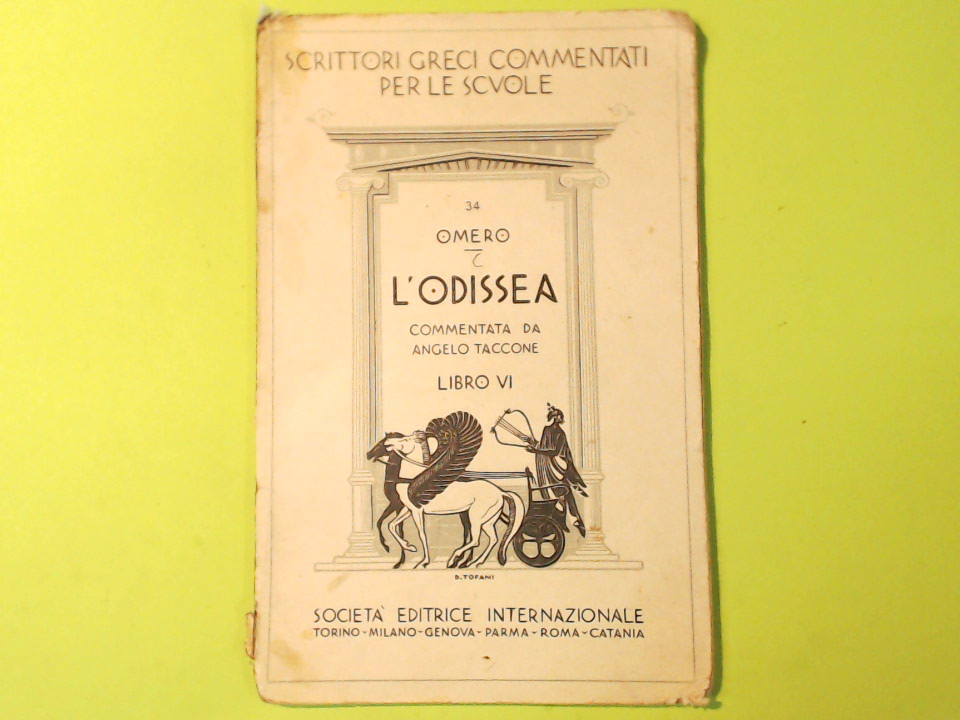 SCRITTORI GRECI COMMENTATI
PER LE SCVOLE
34
OMERO
L'ODISSEA
COMMENTATA DA
ANGELO TACCONE
LIBRO VI
D. TOFANI
SOCIETÀ EDITRICE INTERNAZIONALE
TORINO - MILANO - GENOVA - PARMA - ROMA - CATANIA